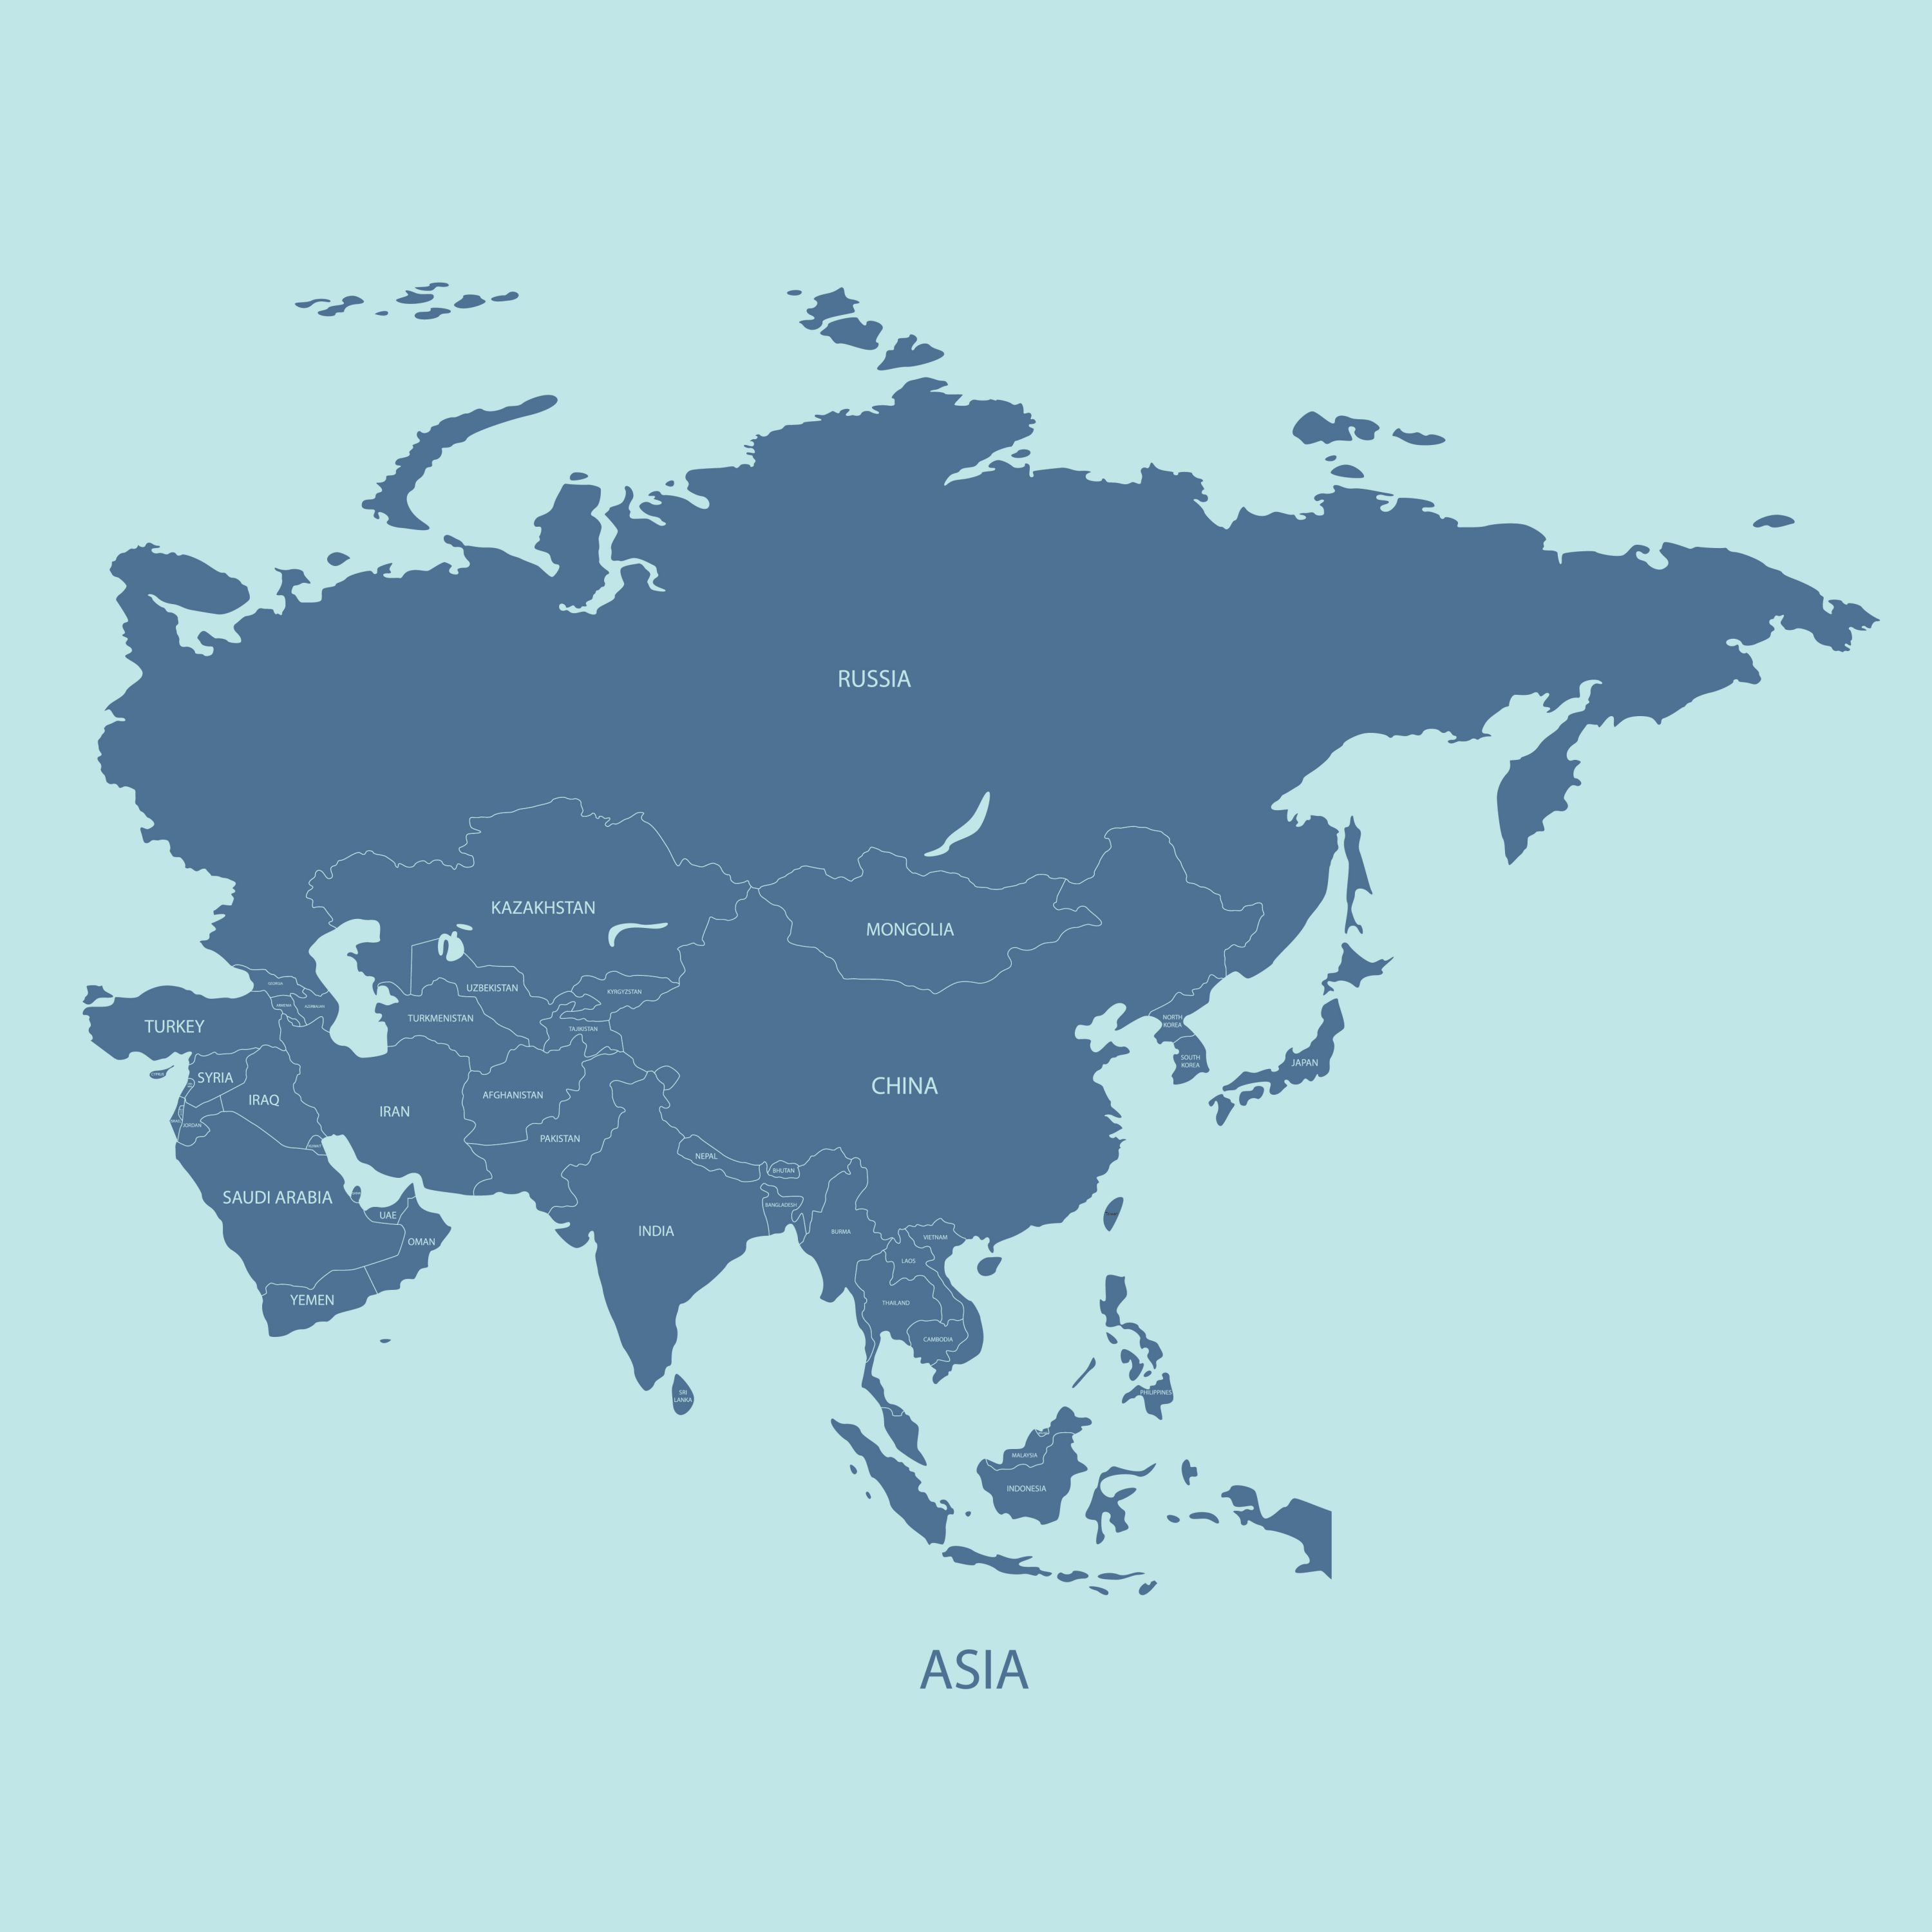 RUSSIA
KAZAKHSTAN
MONGOLIA
GEORGIA
UZBEKISTAN
KYRGYZSTAN
ARMENIA
AZERBAIJAN
TURKEY
TURKMENISTAN
TAJIKISTAN
NORTH
KOREA
SOUTH
KOREA
JAPAN
CYPRUS
SYRIA
CHINA
IRAQ
AFGHANISTAN
IRAN
JORDAN
PAKISTAN
KUWAIT
NEPAL
BHUTAN
SAUDI ARABIA
BANGLADESH
UAE
INDIA
BURMA
VIETNAM
OMAN
LAOS
YEMEN
THAILAND
CAMBODIA
SRI
LANKA
PHILIPPINES
MALAYSIA
INDONESIA
ASIA